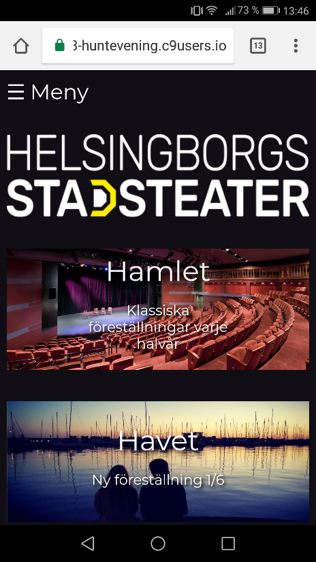 73 % 13:46
3-huntevening.c9users.io 13
☰ Meny
HELSINGBORGS
STADSTEATER
Hamlet
Klassiska
föreställningar varje
halvår
Havet
Ny föreställning 1/6